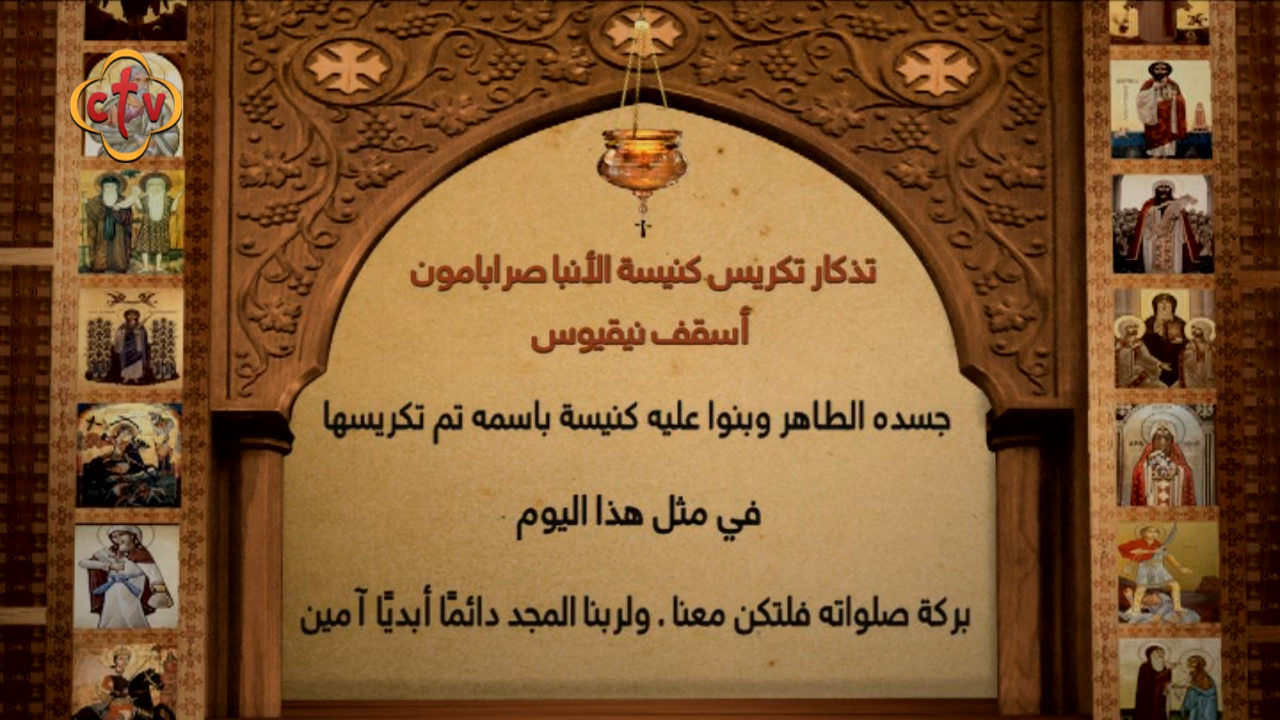 ctv
تذكار تكريس كنيسة الأنبا صرابامون
أسقف نيقيوس
جسده الطاهر وبنوا عليه كنيسة باسمه تم تكريسها
في مثل هذا اليوم
بركة صلواته فلتكن معنا . ولربنا المجد دائمًا أبديًا آمين